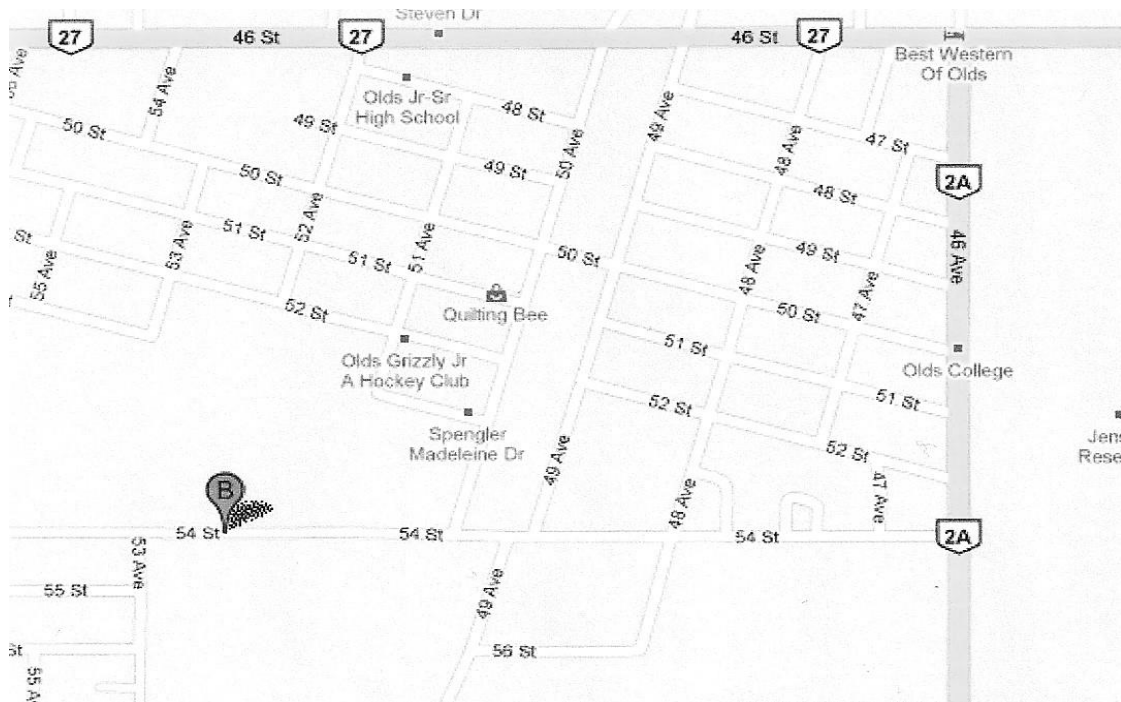 Steven Dr
27
46 St
27
46 St
27
Best Western
Of Olds
54 Ave
Olds Jr-Sr
High School
48 St
49 Ave
50 St
49 St
50 Ave
48 Ave
47 St
50 St
49 St
48 St
2A
51 St
52 Ave
51 Ave
53 Ave
St
55 Ave
51 St
50 St
48 Ave
49 St
47 Ave
46 Ave
Quilting Bee
52 St
50 St
51 St
Olds Grizzly Jr
A Hockey Club
Olds College
52 St
51 St
Spengler
Madeleine Dr
49 Ave
52 St
B
48 Ave
47 Ave
54 St
54 St
54 St
2A
53 Ave
55 St
49 Ave
56 St
St